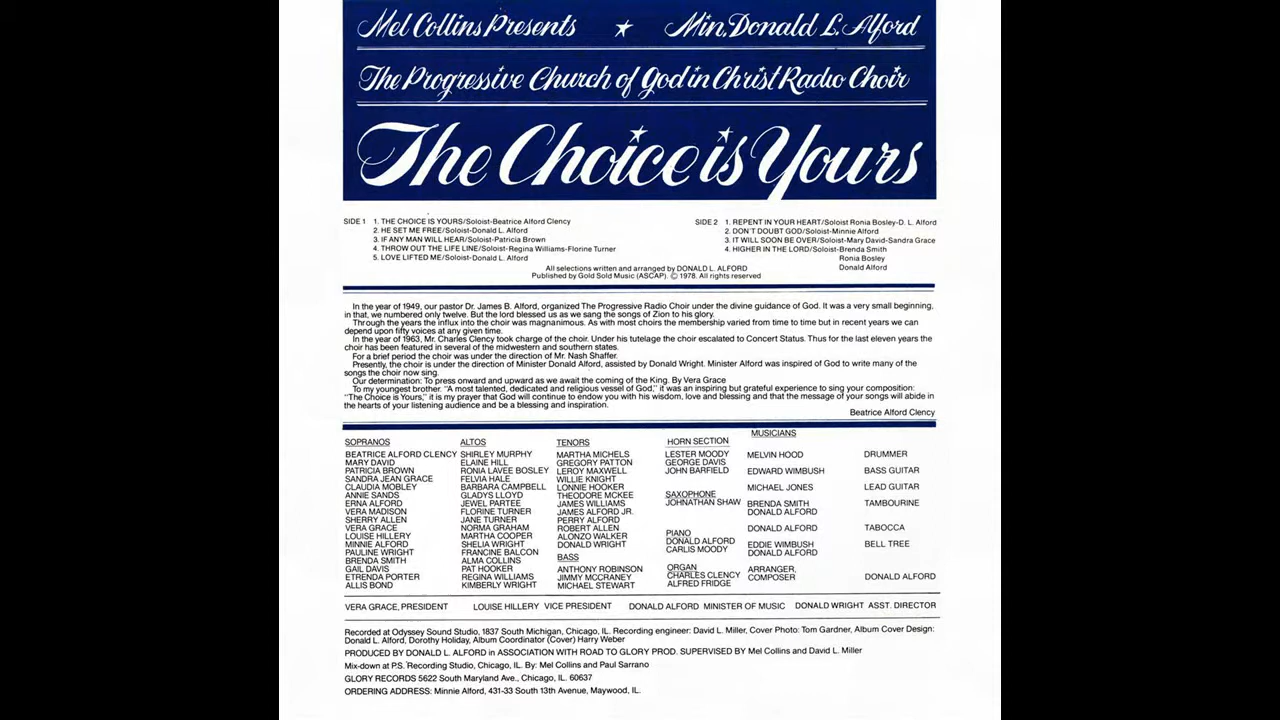 Mel Collins Presents ★ Min. Donald L. Alford
The Progressive Church of God in Christ Radio Choir
The Choice is Yours
SIDE 1 1. THE CHOICE IS YOURS/Soloist-Beatrice Alford Clency
2. HE SET ME FREE/Soloist-Donald L. Alford
3. IF ANY MAN WILL HEAR/Soloist-Patricia Brown
4. THROW OUT THE LIFE LINE/Soloist-Regina Williams-Florine Turner
5. LOVE LIFTED ME/Soloist-Donald L. Alford
SIDE 2 1. REPENT IN YOUR HEART/Soloist Ronia Bosley-D. L. Alford
2. DON'T DOUBT GOD/Soloist-Minnie Alford
3. IT WILL SOON BE OVER/Soloist-Mary David-Sandra Grace
4. HIGHER IN THE LORD/Soloist-Brenda Smith
Ronia Bosley
Donald Alford
All selections written and arranged by DONALD L. ALFORD
Published by Gold Sold Music (ASCAP). © 1978. All rights reserved
In the year of 1949, our pastor Dr. James B. Alford, organized The Progressive Radio Choir under the divine guidance of God. It was a very small beginning,
in that, we numbered only twelve. But the lord blessed us as we sang the songs of Zion to his glory.
Through the years the influx into the choir was magnanimous. As with most choirs the membership varied from time to time but in recent years we can
depend upon fifty voices at any given time.
In the year of 1963, Mr. Charles Clency took charge of the choir. Under his tutelage the choir escalated to Concert Status. Thus for the last eleven years the
choir has been featured in several of the midwestern and southern states.
For a brief period the choir was under the direction of Mr. Nash Shaffer.
Presently, the choir is under the direction of Minister Donald Alford, assisted by Donald Wright. Minister Alford was inspired of God to write many of the
songs the choir now sing.
Our determination: To press onward and upward as we await the coming of the King. By Vera Grace
To my youngest brother. "A most talented, dedicated and religious vessel of God," it was an inspiring but grateful experience to sing your composition:
"The Choice is Yours," it is my prayer that God will continue to endow you with his wisdom, love and blessing and that the message of your songs will abide in
the hearts of your listening audience and be a blessing and inspiration.
Beatrice Alford Clency
SOPRANOS
BEATRICE ALFORD CLENCY
MARY DAVID
PATRICIA BROWN
SANDRA JEAN GRACE
CLAUDIA MOBLEY
ANNIE SANDS
ERNA ALFORD
VERA MADISON
SHERRY ALLEN
VERA GRACE
LOUISE HILLERY
MINNIE ALFORD
PAULINE WRIGHT
BRENDA SMITH
GAIL DAVIS
ETRENDA PORTER
ALLIS BOND
ALTOS
SHIRLEY MURPHY
ELAINE HILL
RONIA LAVEE BOSLEY
FELVIA HALE
BARBARA CAMPBELL
GLADYS LLOYD
JEWEL PARTEE
FLORINE TURNER
JANE TURNER
NORMA GRAHAM
MARTHA COOPER
SHELIA WRIGHT
FRANCINE BALCON
ALMA COLLINS
PAT HOOKER
REGINA WILLIAMS
KIMBERLY WRIGHT
TENORS
MARTHA MICHELS
GREGORY PATTON
LEROY MAXWELL
WILLIE KNIGHT
LONNIE HOOKER
THEODORE MCKEE
JAMES WILLIAMS
JAMES ALFORD JR.
PERRY ALFORD
ROBERT ALLEN
ALONZO WALKER
DONALD WRIGHT
BASS
ANTHONY ROBINSON
JIMMY MCCRANEY
MICHAEL STEWART
HORN SECTION
LESTER MOODY
GEORGE DAVIS
JOHN BARFIELD
SAXOPHONE
JOHNATHAN SHAW
PIANO
DONALD ALFORD
CARLIS MOODY
ORGAN
CHARLES CLENCY
ALFRED FRIDGE
MUSICIANS
MELVIN HOOD DRUMMER
EDWARD WIMBUSH BASS GUITAR
MICHAEL JONES LEAD GUITAR
BRENDA SMITH TAMBOURINE
DONALD ALFORD
DONALD ALFORD TABOCCA
EDDIE WIMBUSH BELL TREE
DONALD ALFORD
ARRANGER,
COMPOSER DONALD ALFORD
VERA GRACE, PRESIDENT LOUISE HILLERY VICE PRESIDENT DONALD ALFORD MINISTER OF MUSIC DONALD WRIGHT ASST. DIRECTOR
Recorded at Odyssey Sound Studio, 1837 South Michigan, Chicago, IL. Recording engineer: David L. Miller, Cover Photo: Tom Gardner, Album Cover Design:
Donald L. Alford, Dorothy Holiday, Album Coordinator (Cover) Harry Weber
PRODUCED BY DONALD L. ALFORD in ASSOCIATION WITH ROAD TO GLORY PROD. SUPERVISED BY Mel Collins and David L. Miller
Mix-down at P.S. Recording Studio, Chicago, IL. By: Mel Collins and Paul Sarrano
GLORY RECORDS 5622 South Maryland Ave., Chicago, IL. 60637
ORDERING ADDRESS: Minnie Alford, 431-33 South 13th Avenue, Maywood, IL.